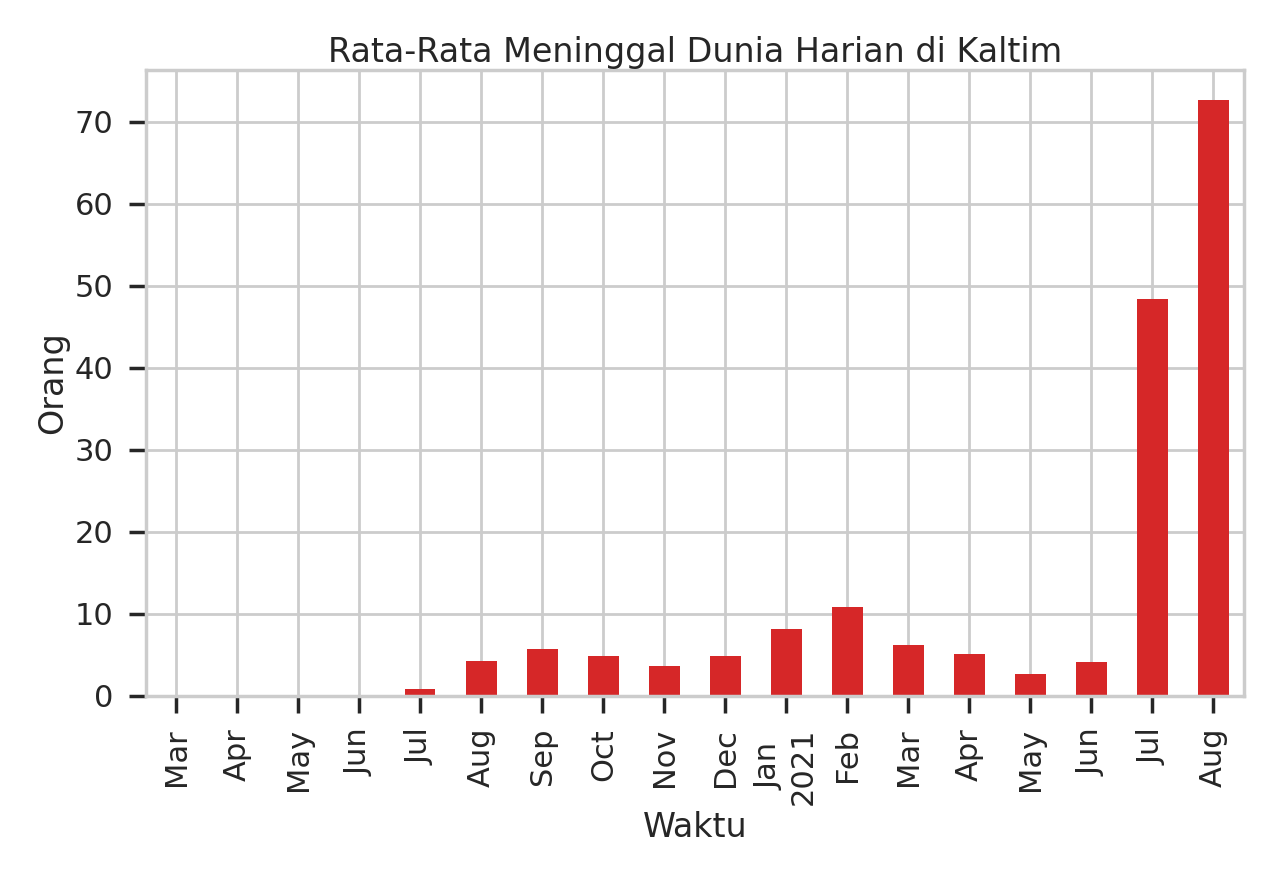 Rata-Rata Meninggal Dunia Harian di Kaltim
Orang
70
60
50
40
30
20
10
0
Mar
Apr
May
Jun
Jul
Aug
Sep
Oct
Nov
Dec
Jan
2021
Feb
Mar
Apr
May
Jun
Jul
Aug
Waktu